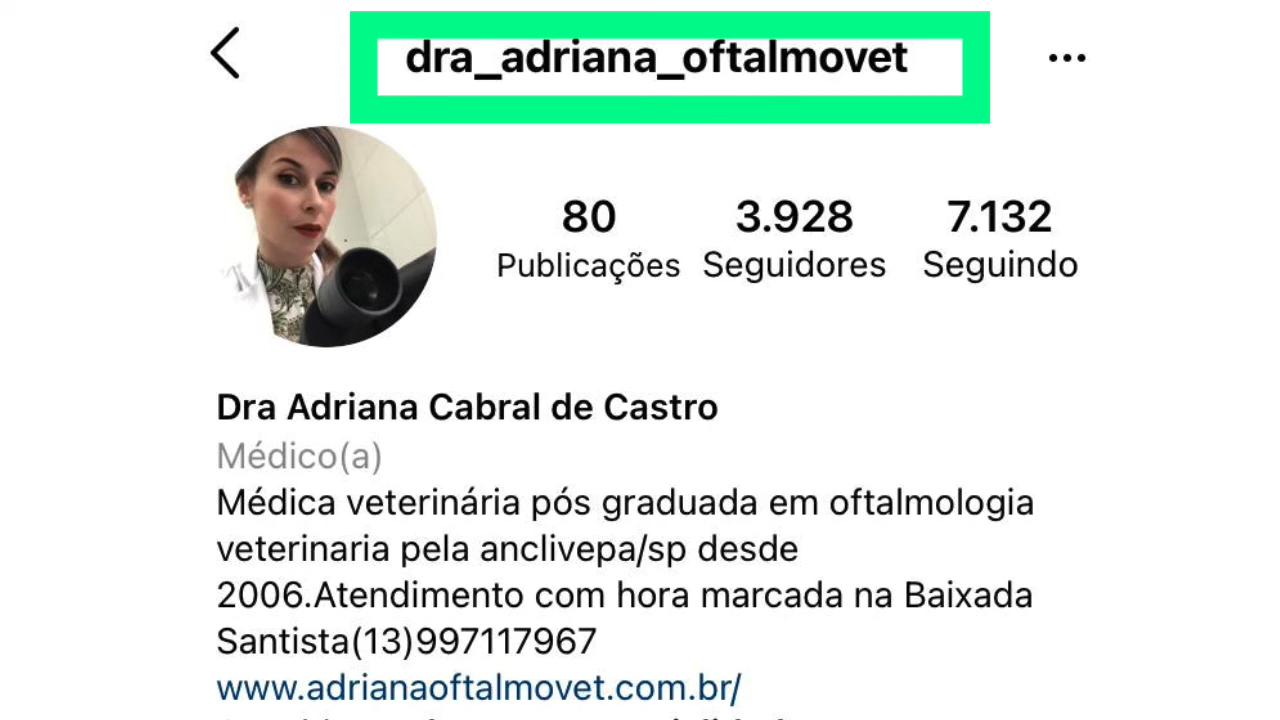 dra_adriana_oftalmovet
80 3.928 7.132
Publicações Seguidores Seguindo
Dra Adriana Cabral de Castro
Médico(a)
Médica veterinária pós graduada em oftalmologia
veterinaria pela anclivepa/sp desde
2006.Atendimento com hora marcada na Baixada
Santista(13)997117967
www.adrianaoftalmovet.com.br/